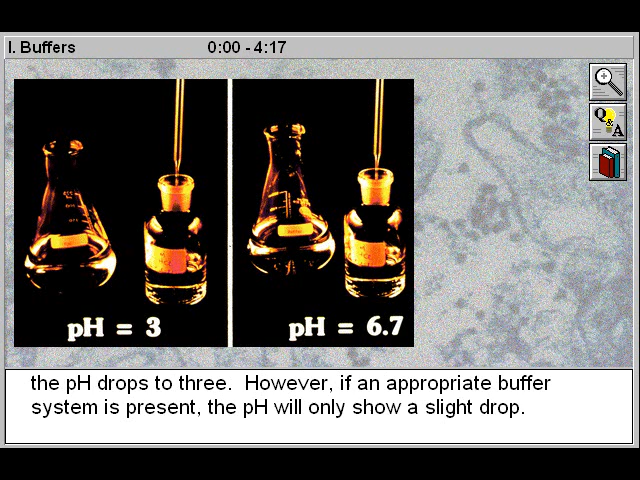 I. Buffers 0:00 - 4:17
Q&A
pH = 3 pH = 6.7
the pH drops to three. However, if an appropriate buffer
system is present, the pH will only show a slight drop.